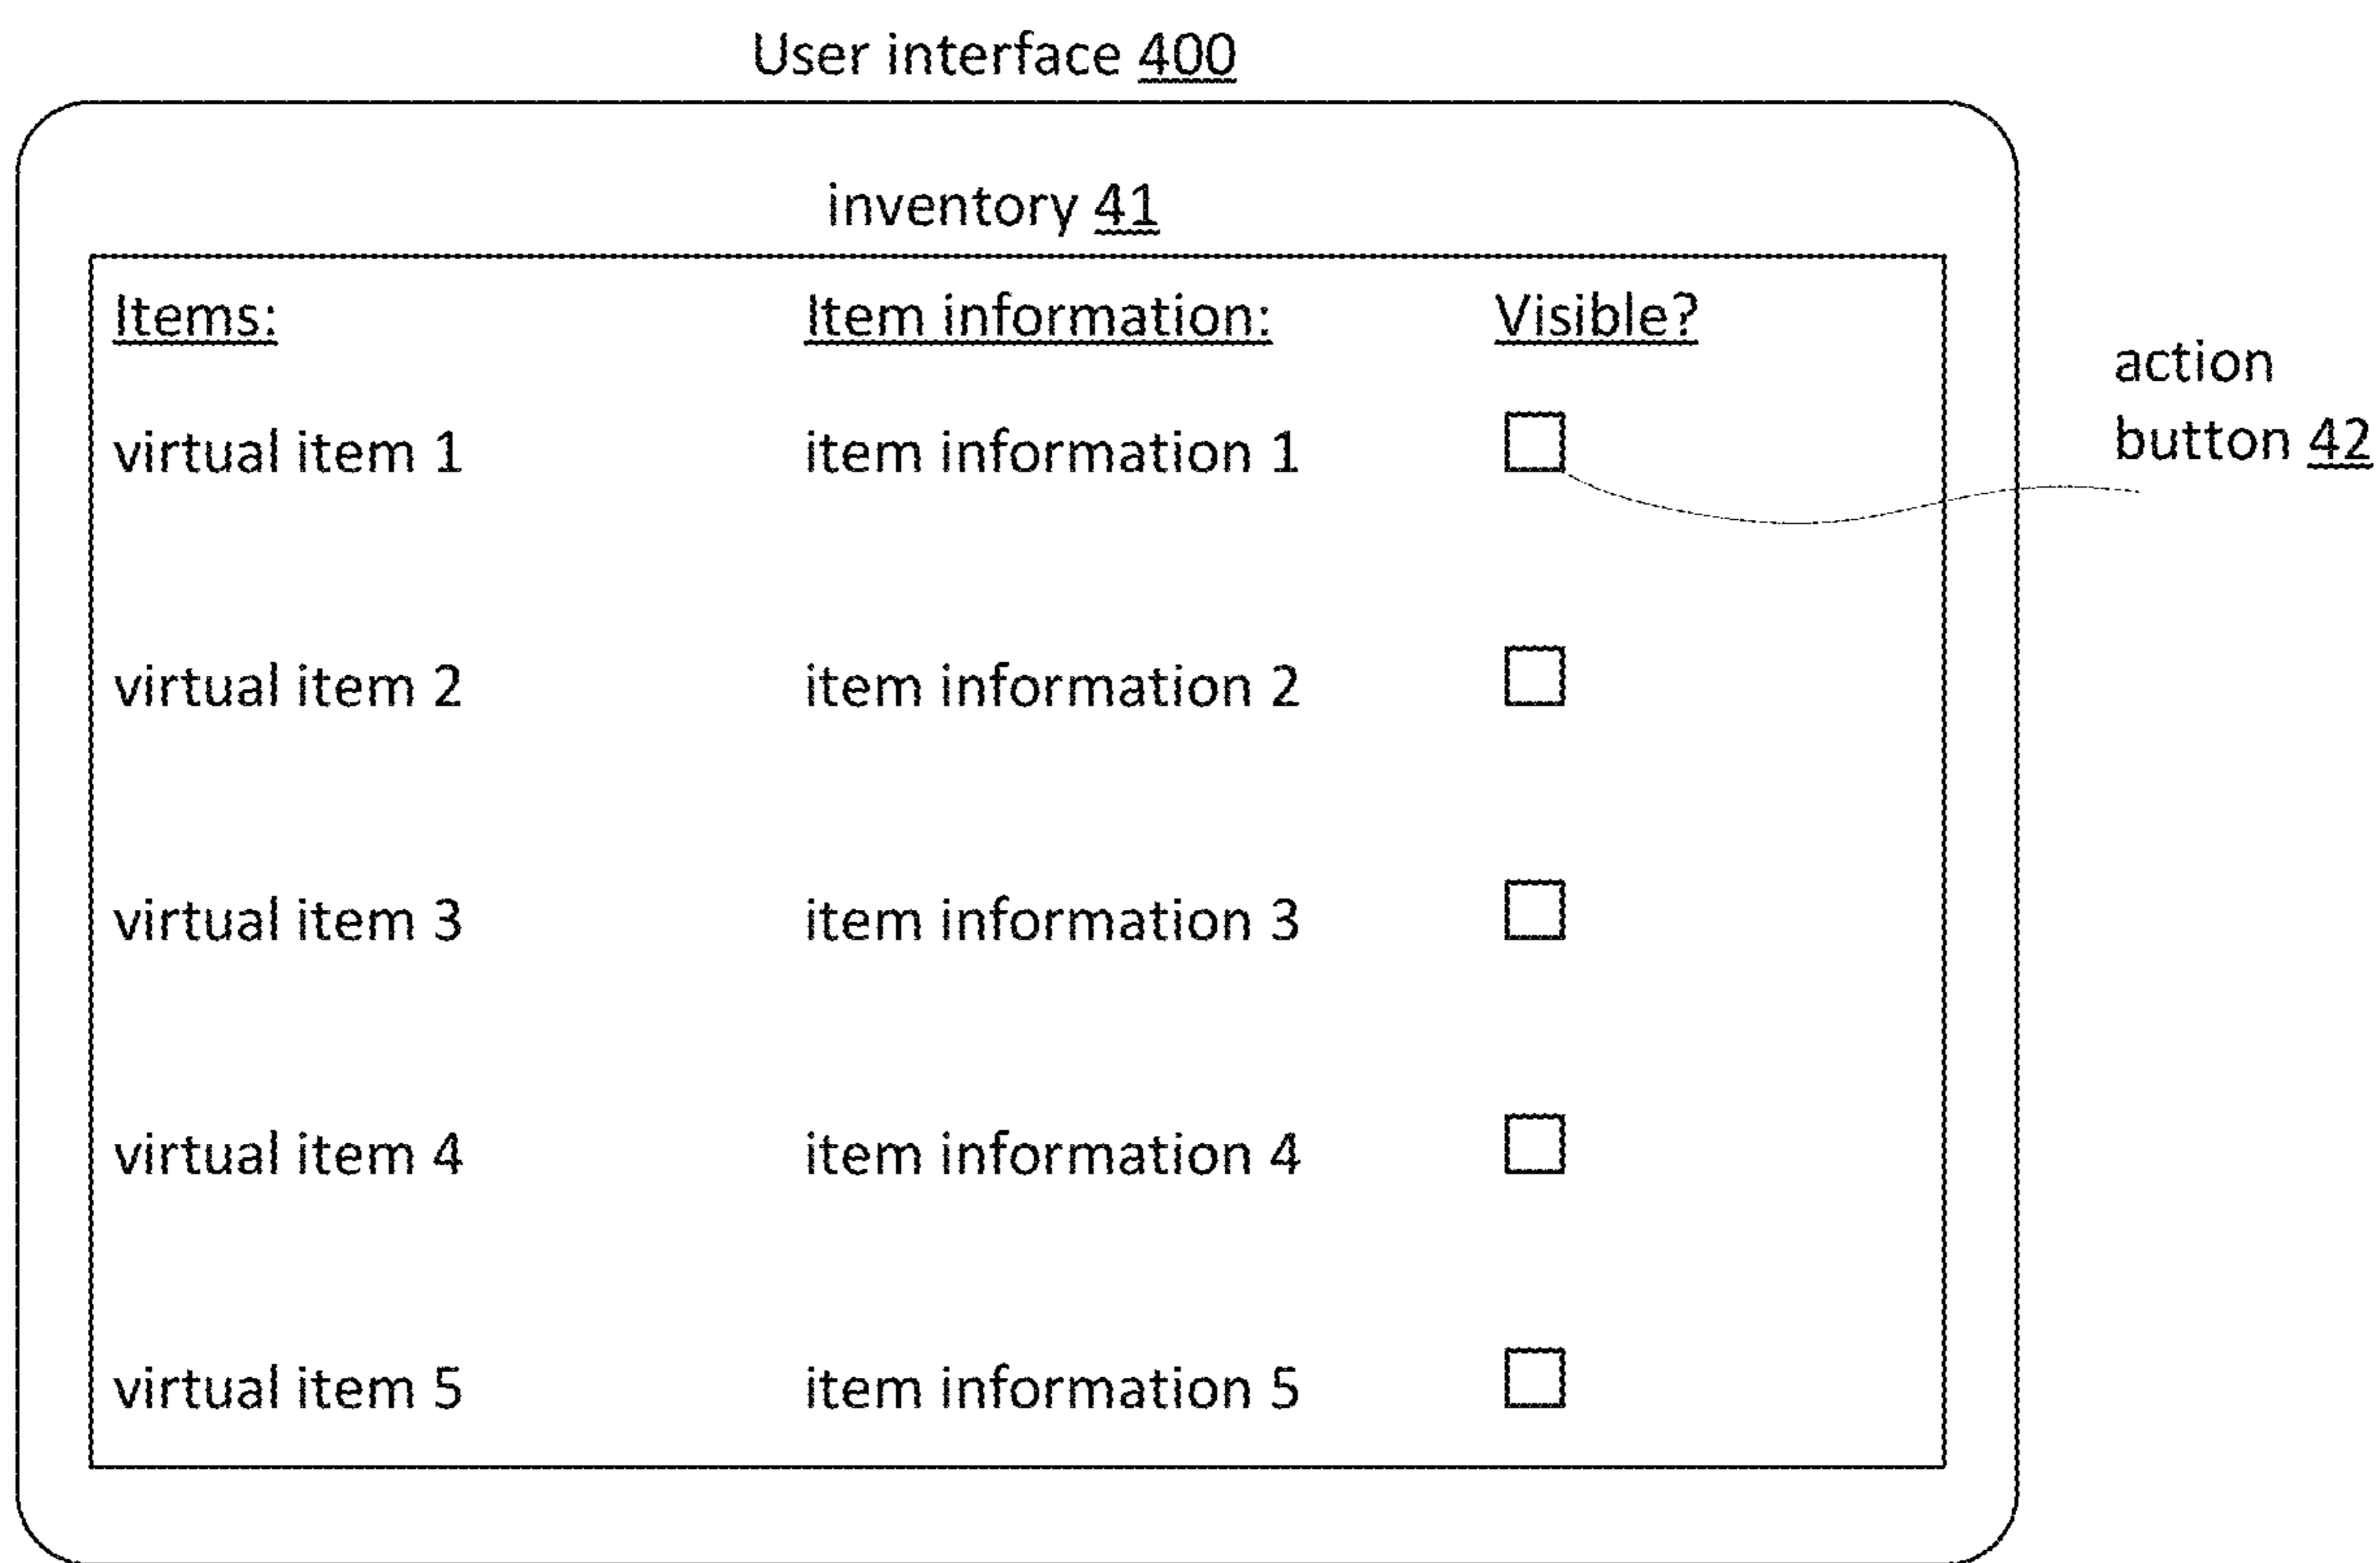 User interface 400
inventory 41
Items: Item information: Visible?
action
button 42
virtual item 1 item information 1
virtual item 2 item information 2
virtual item 3 item information 3
virtual item 4 item information 4
virtual item 5 item information 5